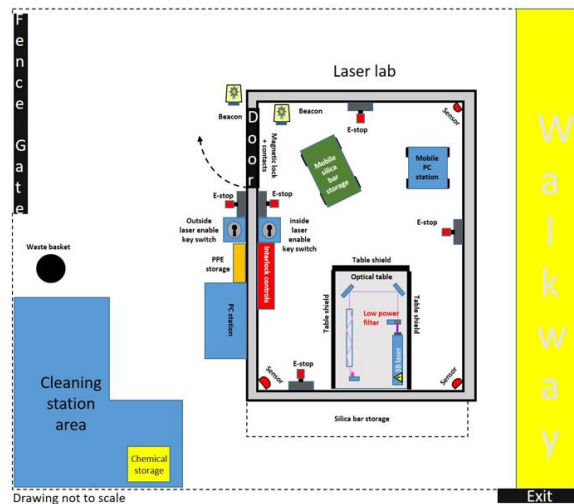 Fence Gate
Laser lab
Walkway
Beacon
Beacon
Door
Magnetic lock
+ contacts
E-stop
Sensor
Mobile
silica bar
storage
Mobile PC
station
E-stop
E-stop
E-stop
Outside
laser enable
key switch
inside
laser
enable
key switch
Waste basket
PPE
storage
Interlock controls
PC station
Table shield
Optical table
Table shield
Table shield
Low power
filter
3B laser
E-stop
Sensor
Sensor
Cleaning
station
area
Silica bar storage
Chemical
storage
Drawing not to scale
Exit